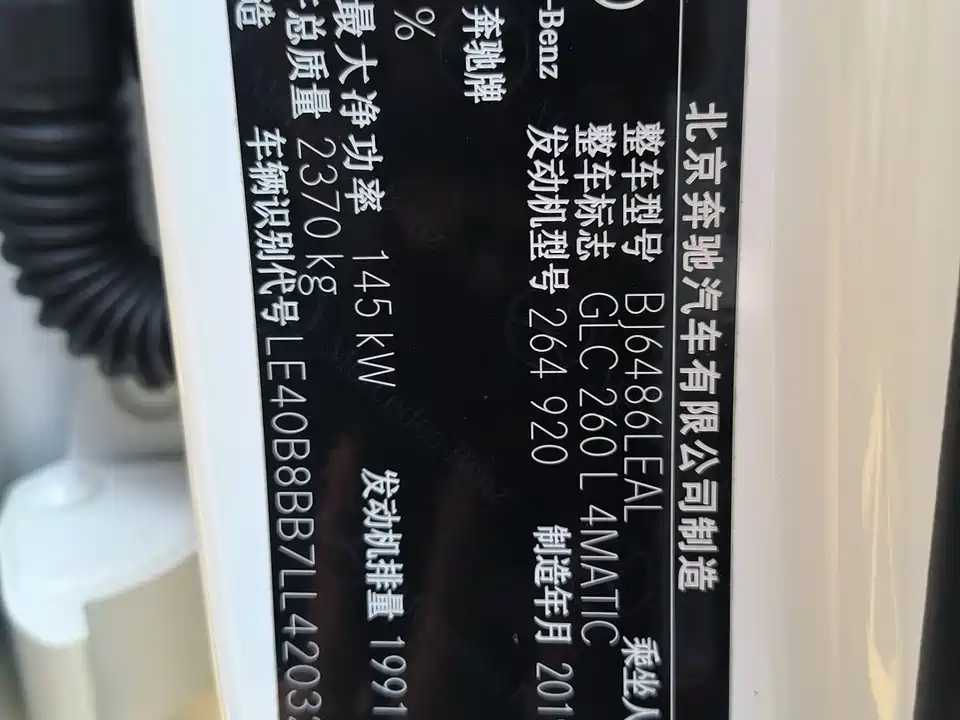 北京奔驰汽车有限公司制造
整车型号 BJ6486LEAL 乘坐人
整车标志 GLC 260 L 4MATIC
-Benz 发动机型号 264 920 制造年月 201
奔驰牌
%
最大净功率 145 kW 发动机排量 1991
总质量 2370 kg
造 车辆识别代号 LE40B8BB7LL4203